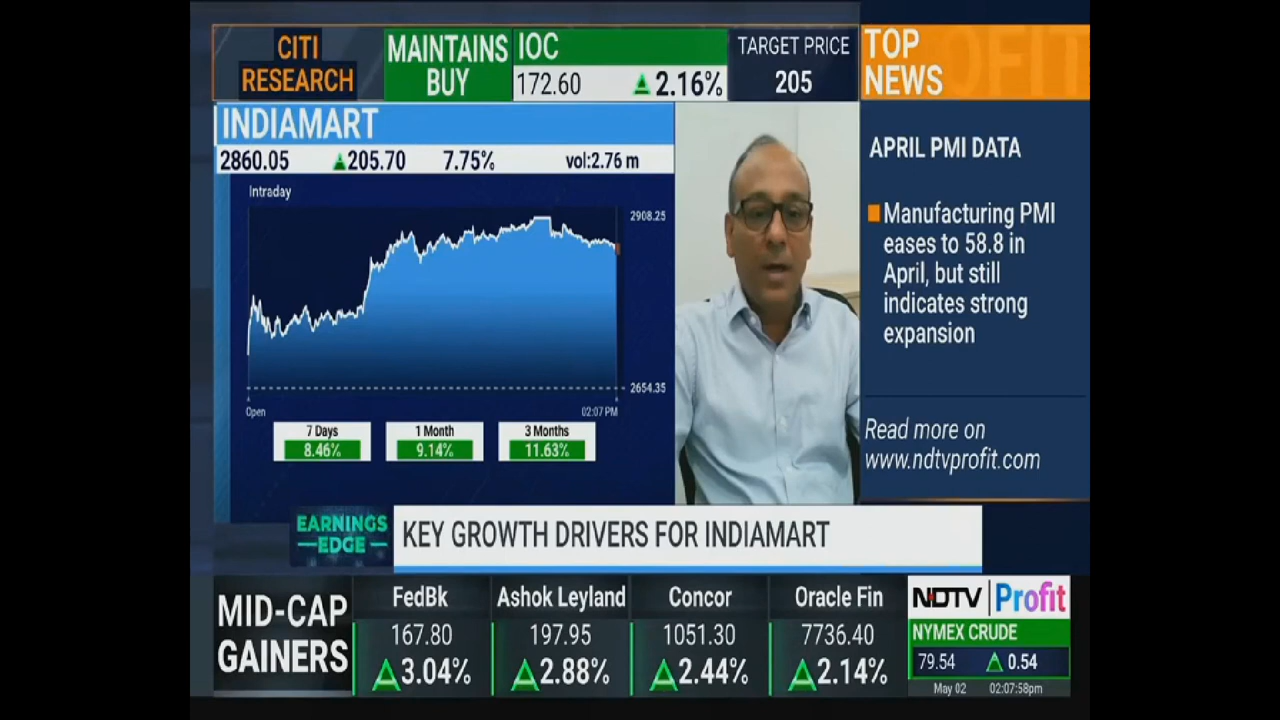 CITI
RESEARCH
MAINTAINS
BUY
IOC
172.60 2.16%
TARGET PRICE
205
TOP
NEWS
INDIAMART
2860.05 205.70 7.75% vol:2.76 m
Intraday
2908.25
2654.35
Open 02:07 PM
7 Days 1 Month 3 Months
8.46% 9.14% 11.63%
APRIL PMI DATA
Manufacturing PMI
eases to 58.8 in
April, but still
indicates strong
expansion
Read more on
www.ndtvprofit.com
EARNINGS
EDGE
KEY GROWTH DRIVERS FOR INDIAMART
MID-CAP
GAINERS
FedBk Ashok Leyland Concor Oracle Fin
167.80 197.95 1051.30 7736.40
3.04% 2.88% 2.44% 2.14%
NDTV Profit
NYMEX CRUDE
79.54 0.54
May 02 02:07:58pm